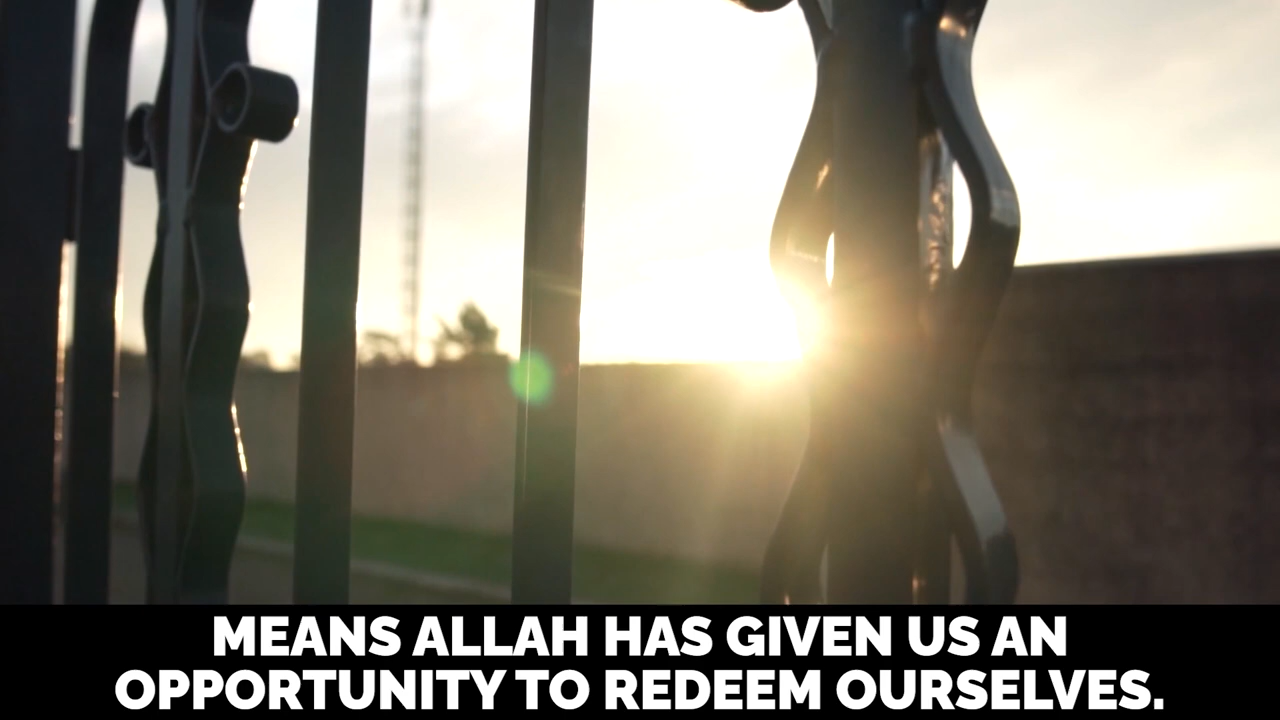 MEANS ALLAH HAS GIVEN US AN
OPPORTUNITY TO REDEEM OURSELVES.